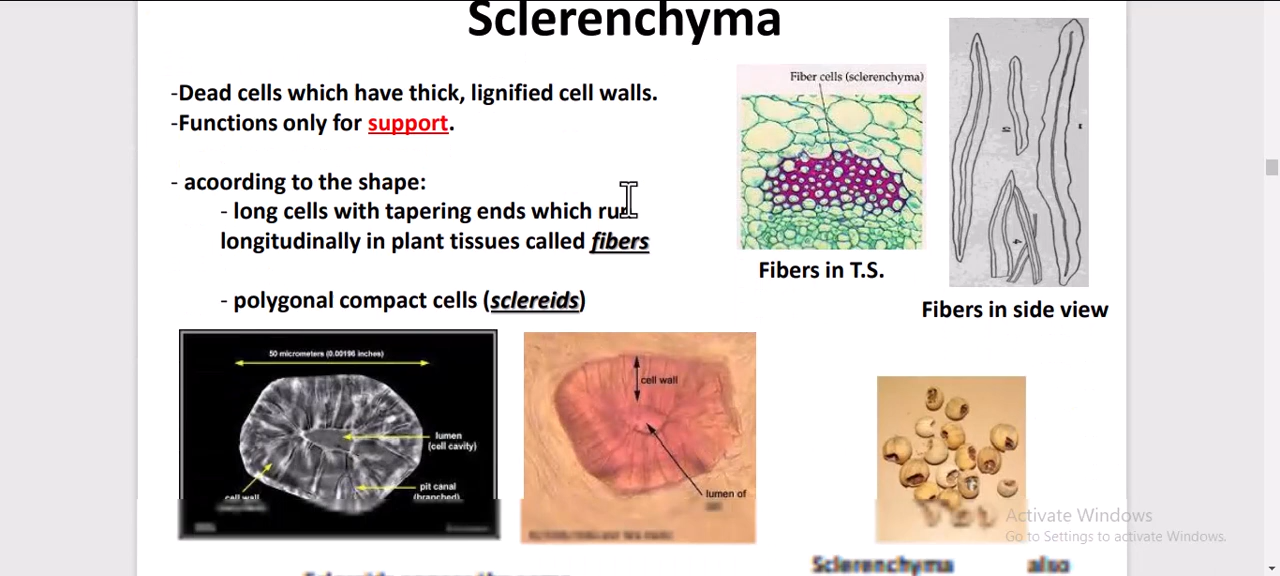 Sclerenchyma
-Dead cells which have thick, lignified cell walls.
-Functions only for support.
- acoording to the shape:
- long cells with tapering ends which run
longitudinally in plant tissues called fibers
- polygonal compact cells (sclereids)
Fiber cells (sclerenchyma)
Fibers in T.S.
Fibers in side view
50 micrometers (0.00196 inches)
lumen
(cell cavity)
pit canal
(branched)
cell wall
cell wall
lumen of
Activate Windows
Go to Settings to activate Windows.
Sclerenchyma also